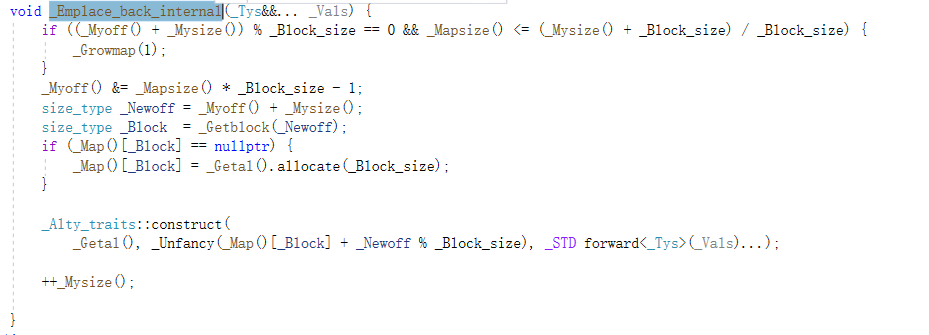 void _Emplace_back_internal(_Tys&&... _Vals) {
if ((_Myoff() + _Mysize()) % _Block_size == 0 && _Mapsize() <= (_Mysize() + _Block_size) / _Block_size) {
_Growmap(1);
}
_Myoff() &= _Mapsize() * _Block_size - 1;
size_type _Newoff = _Myoff() + _Mysize();
size_type _Block  = _Getblock(_Newoff);
if (_Map()[_Block] == nullptr) {
_Map()[_Block] = _Getal().allocate(_Block_size);
}
_Alty_traits::construct(
_Getal(), _Unfancy(_Map()[_Block] + _Newoff % _Block_size), _STD forward<_Tys>(_Vals)...);
++_Mysize();
}